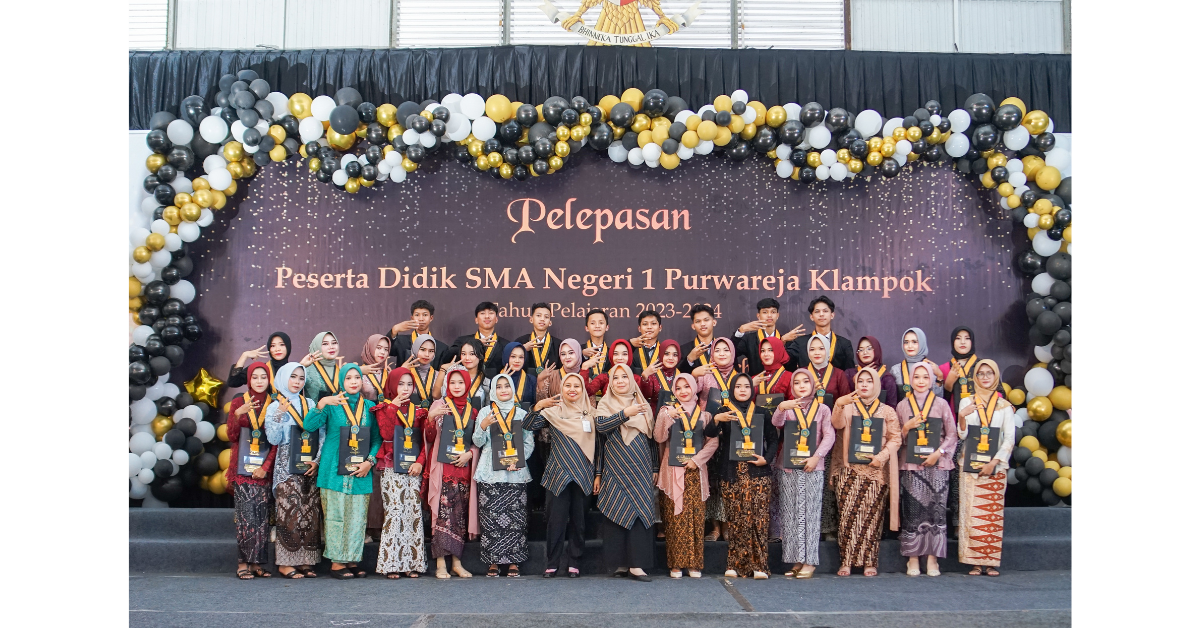 BHINNEKA TUNGGAL IKA
Pelepasan
Peserta Didik SMA Negeri 1 Purwareja Klampok
Tahun Pelajaran 2023-2024